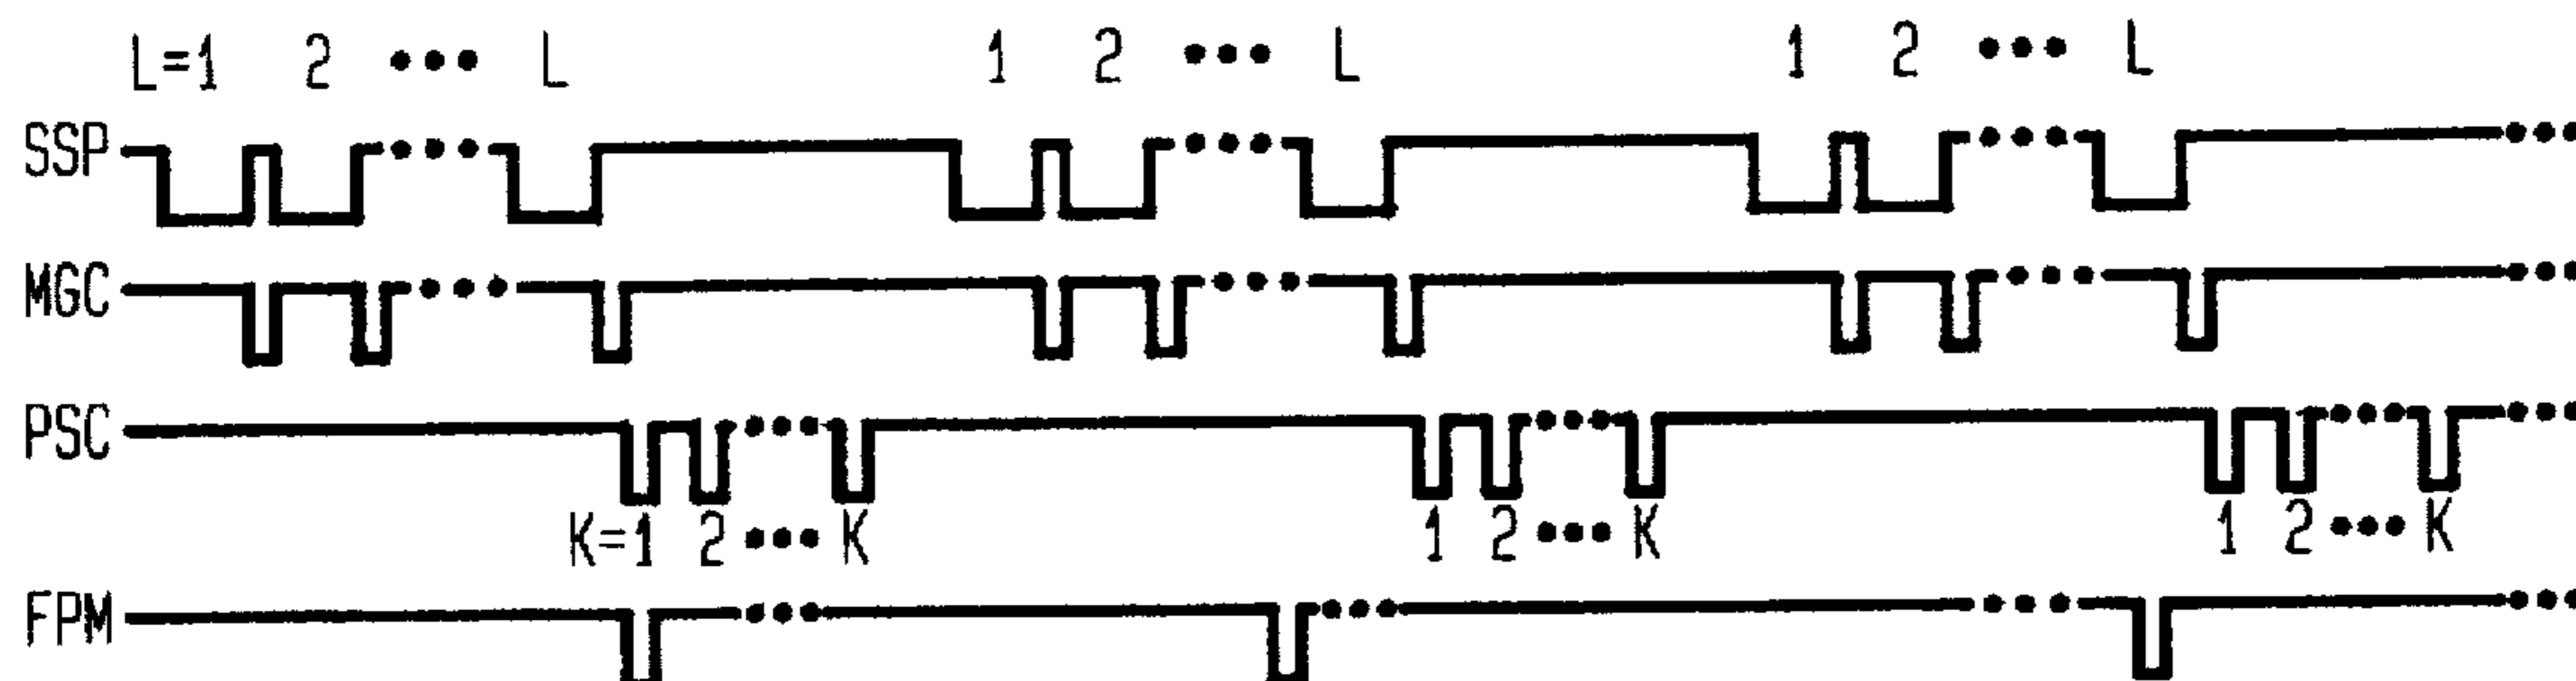 L=1 2 ••• L 1 2 ••• L 1 2 ••• L
SSP
MGC
PSC
K=1 2 ••• K 1 2 ••• K 1 2 ••• K
FPM